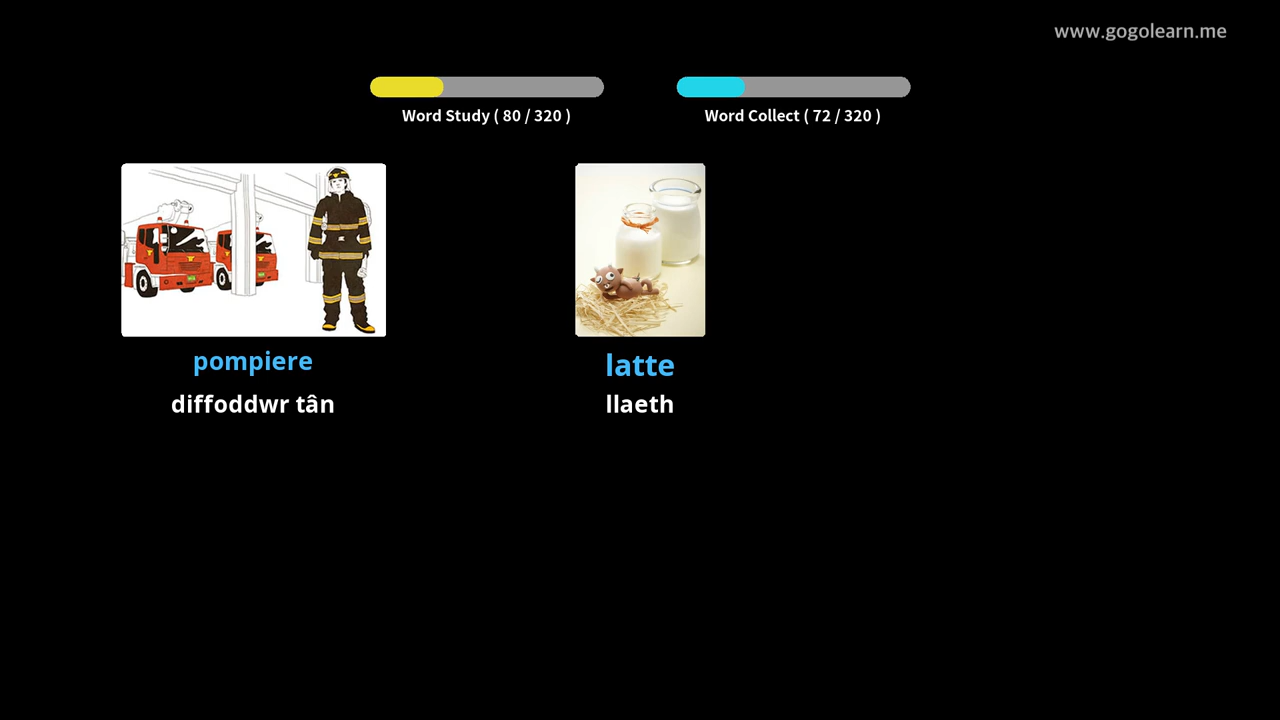 www.gogolearn.me
Word Study ( 80 / 320 )
Word Collect ( 72 / 320 )
pompiere
diffoddwr tân
latte
llaeth